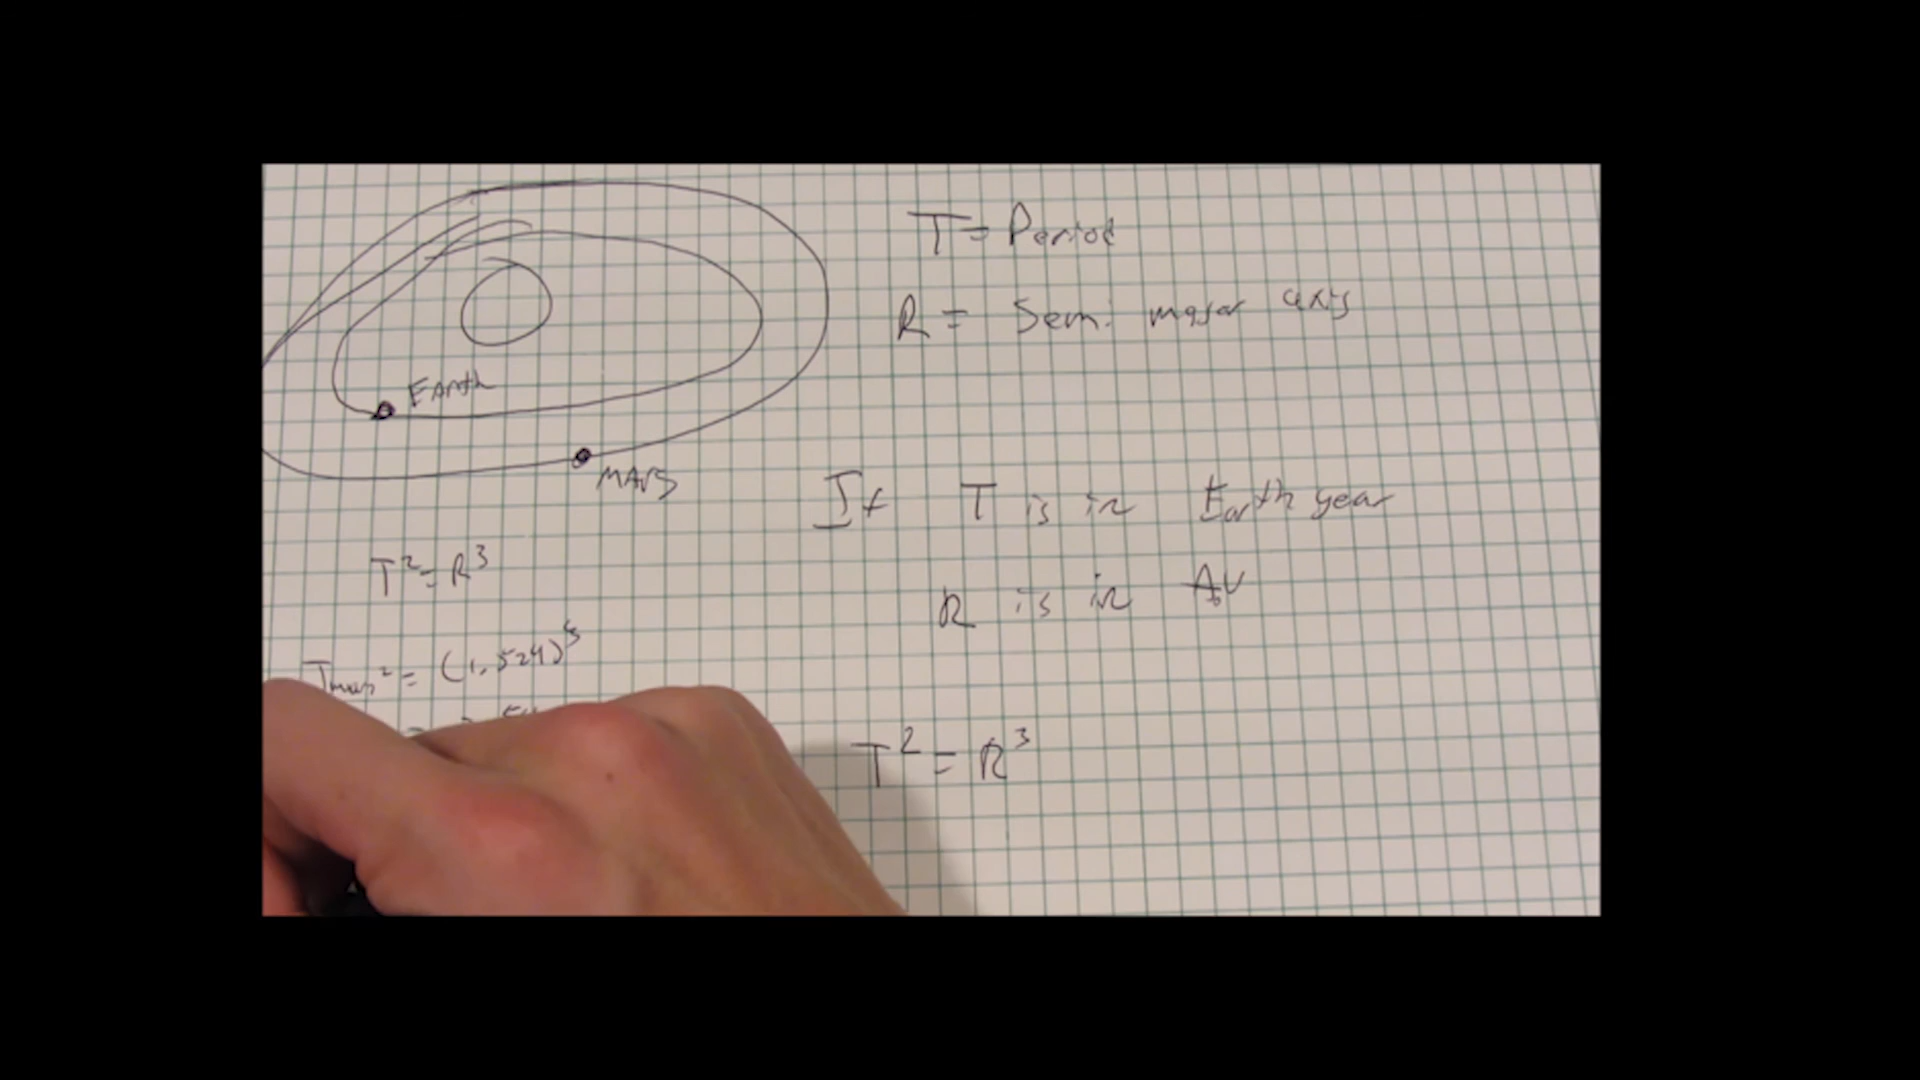 T = Period
R = Semi major axis
Earth
Mars
If T is in Earth year
R is in AU
T² = R³
T² = R³
Tmars² = (1.524)³